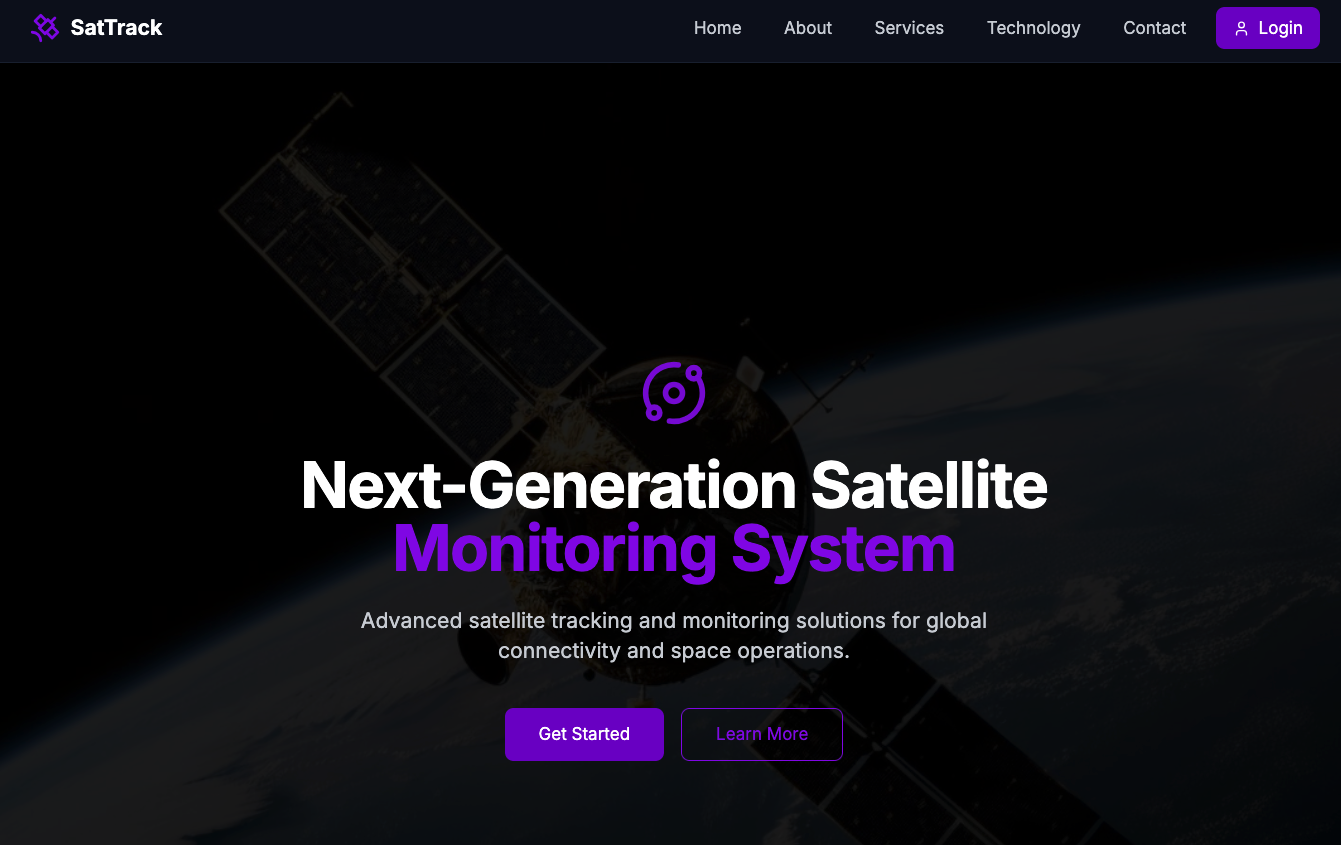 SatTrack
Home
About
Services
Technology
Contact
Login
Next-Generation Satellite
Monitoring System
Advanced satellite tracking and monitoring solutions for global
connectivity and space operations.
Get Started
Learn More